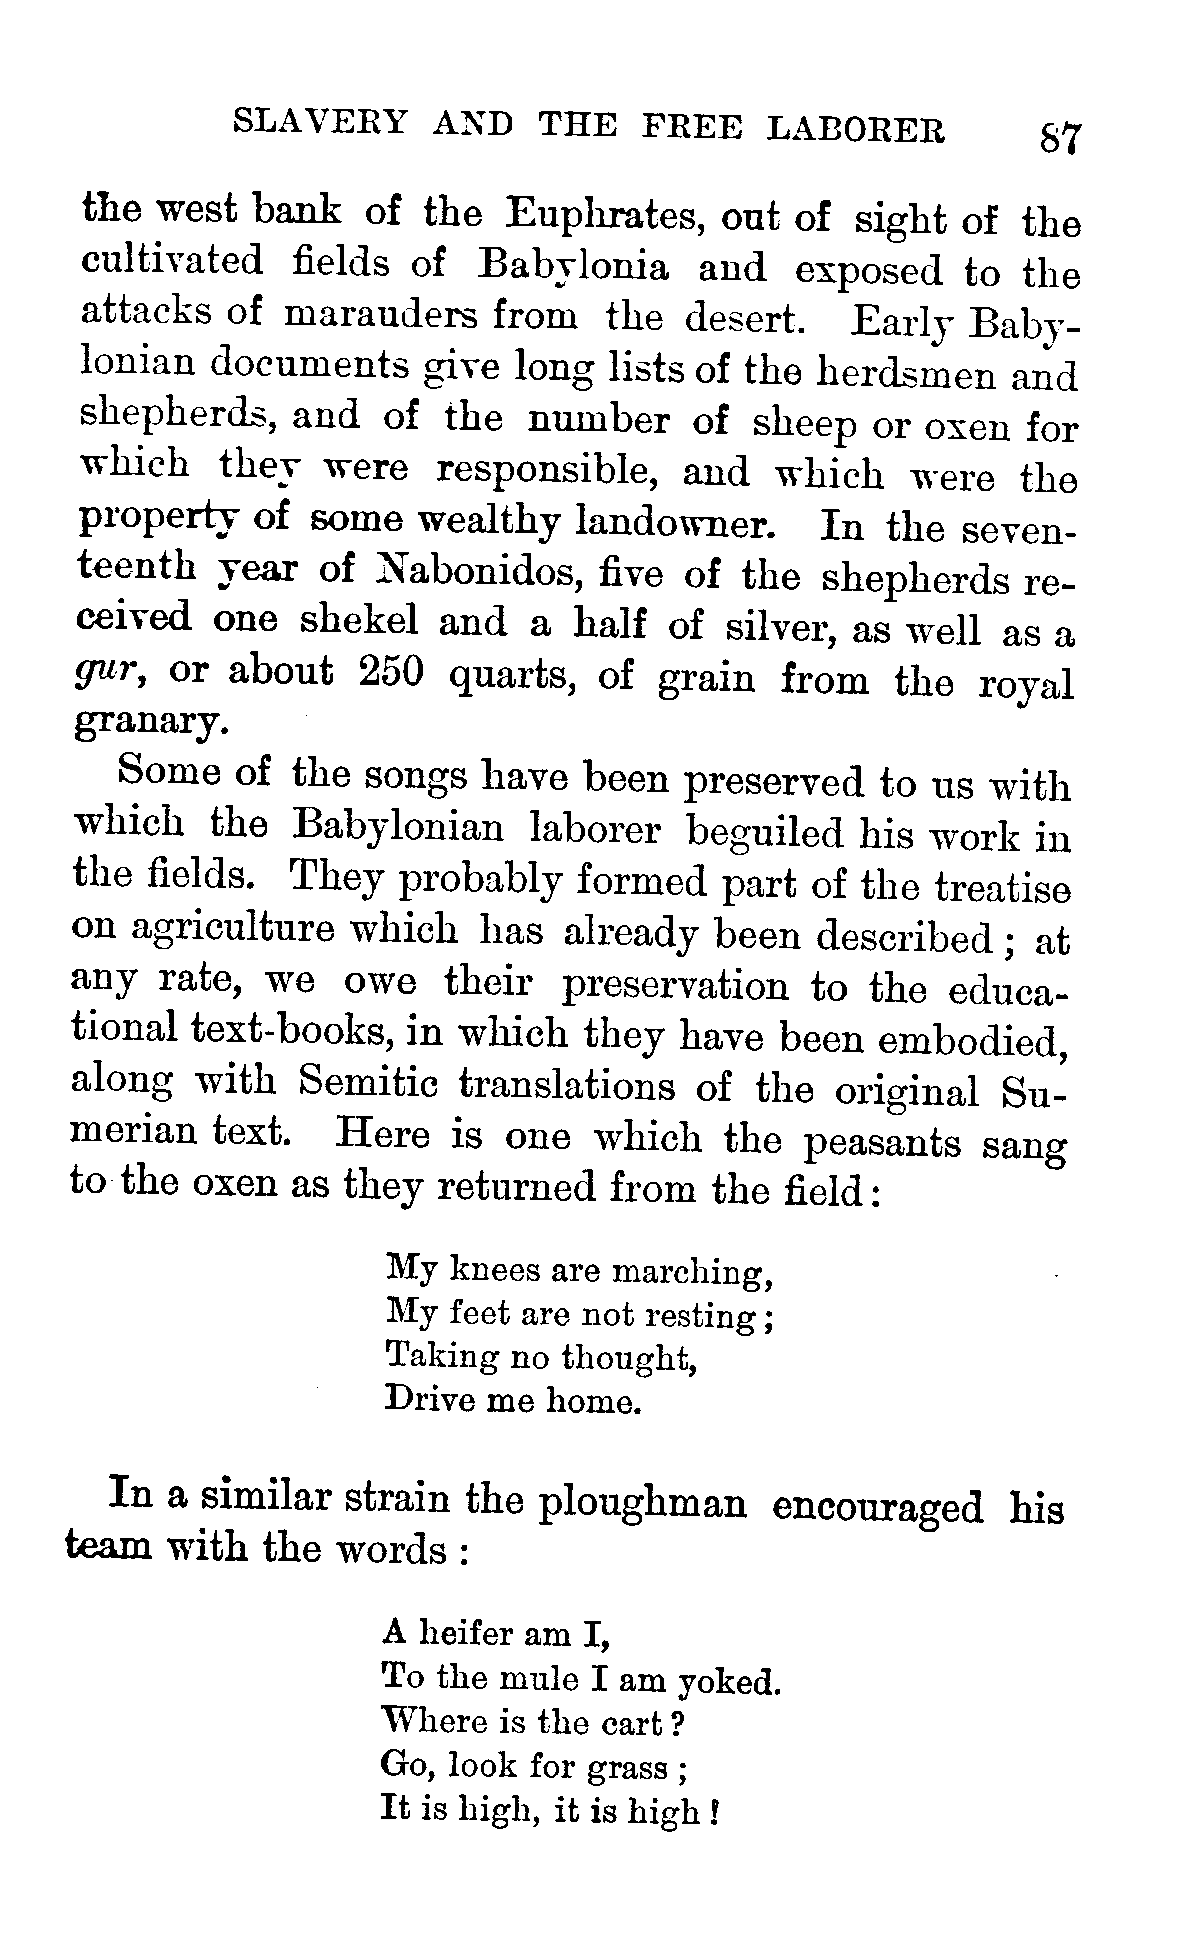 SLAVERY AND THE FREE LABORER 87
the west bank of the Euphrates, out of sight of the
cultivated fields of Babylonia and exposed to the
attacks of marauders from the desert. Early Baby-
lonian documents give long lists of the herdsmen and
shepherds, and of the number of sheep or oxen for
which they were responsible, and which were the
property of some wealthy landowner. In the seven-
teenth year of Nabonidos, five of the shepherds re-
ceived one shekel and a half of silver, as well as a
gur, or about 250 quarts, of grain from the royal
granary.
Some of the songs have been preserved to us with
which the Babylonian laborer beguiled his work in
the fields. They probably formed part of the treatise
on agriculture which has already been described; at
any rate, we owe their preservation to the educa-
tional text-books, in which they have been embodied,
along with Semitic translations of the original Su-
merian text. Here is one which the peasants sang
to the oxen as they returned from the field:
My knees are marching,
My feet are not resting;
Taking no thought,
Drive me home.
In a similar strain the ploughman encouraged his
team with the words:
A heifer am I,
To the mule I am yoked.
Where is the cart?
Go, look for grass;
It is high, it is high!